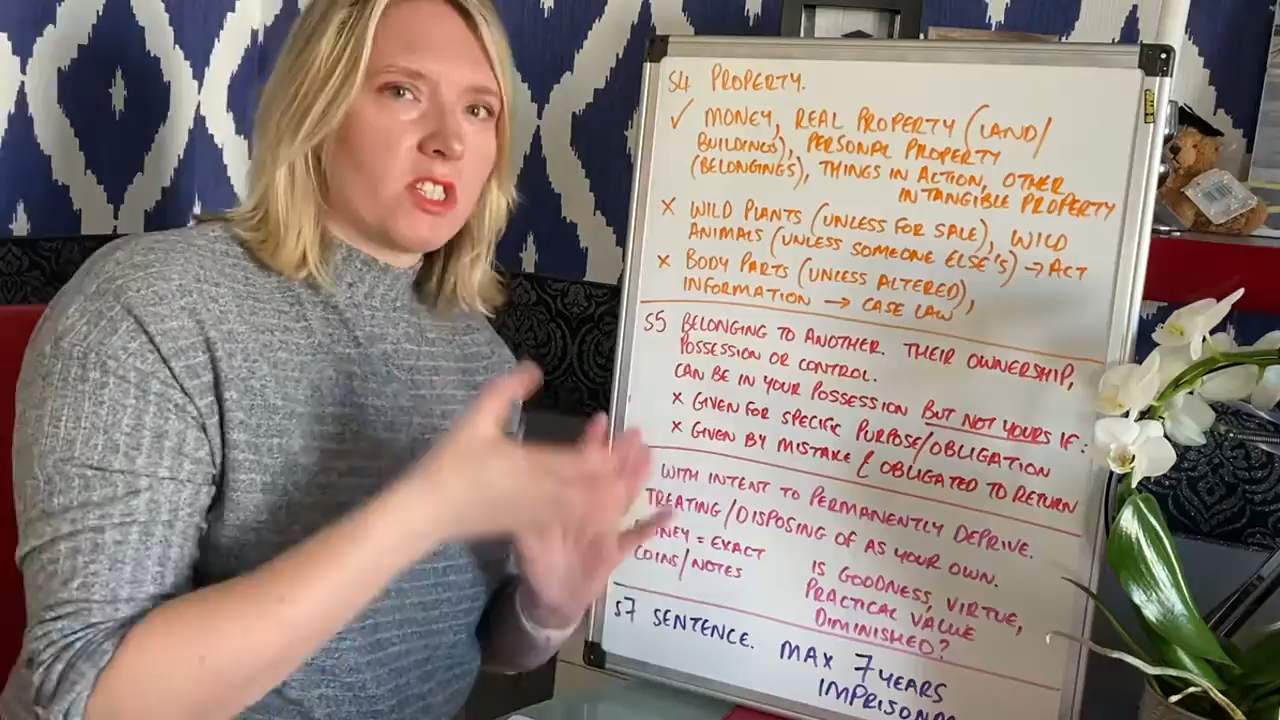 S4 PROPERTY.
✓ MONEY, REAL PROPERTY (LAND/
BUILDINGS), PERSONAL PROPERTY
(BELONGINGS), THINGS IN ACTION, OTHER
INTANGIBLE PROPERTY
X WILD PLANTS (UNLESS FOR SALE), WILD
ANIMALS (UNLESS SOMEONE ELSE'S) → ACT
X BODY PARTS (UNLESS ALTERED),
INFORMATION → CASE LAW
S5 BELONGING TO ANOTHER. THEIR OWNERSHIP,
POSSESSION OR CONTROL.
CAN BE IN YOUR POSSESSION BUT NOT YOURS IF:
X GIVEN FOR SPECIFIC PURPOSE/OBLIGATION
X GIVEN BY MISTAKE & OBLIGATED TO RETURN
WITH INTENT TO PERMANENTLY DEPRIVE.
TREATING/DISPOSING OF AS YOUR OWN.
= EXACT
COINS/NOTES
IS GOODNESS, VIRTUE,
PRACTICAL VALUE
DIMINISHED?
S7 SENTENCE. MAX 7 YEARS